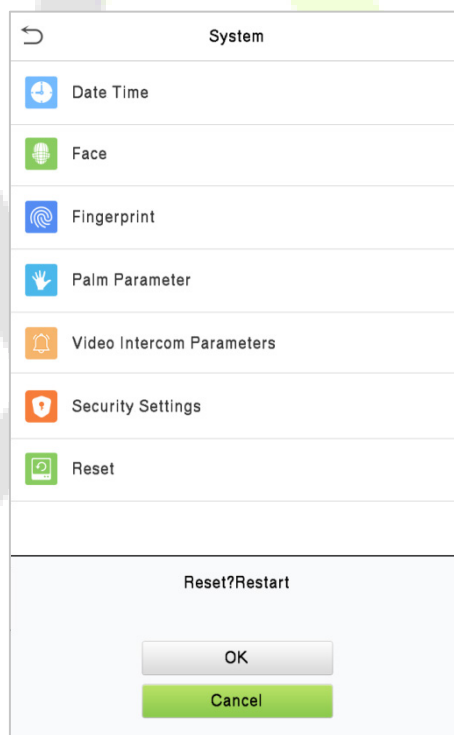 System
Date Time
Face
Fingerprint
Palm Parameter
Video Intercom Parameters
Security Settings
Reset
Reset?Restart
OK
Cancel